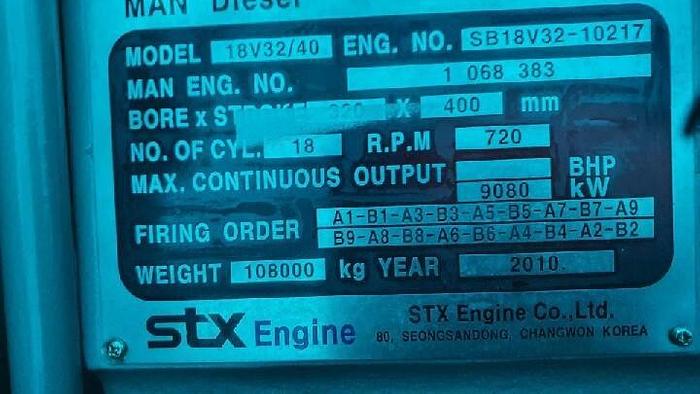 MAN Diesel
MODEL 18V32/40 ENG. NO. SB18V32-10217
MAN ENG. NO. 1 068 383
BORE x STROKE 320 X 400 mm
NO. OF CYL. 18 R.P.M 720
MAX. CONTINUOUS OUTPUT BHP
9080 kW
FIRING ORDER A1-B1-A3-B3-A5-B5-A7-B7-A9
B9-A8-B8-A6-B6-A4-B4-A2-B2
WEIGHT 108000 kg YEAR 2010.
stx Engine STX Engine Co.,Ltd.
80, SEONGSANDONG, CHANGWON KOREA